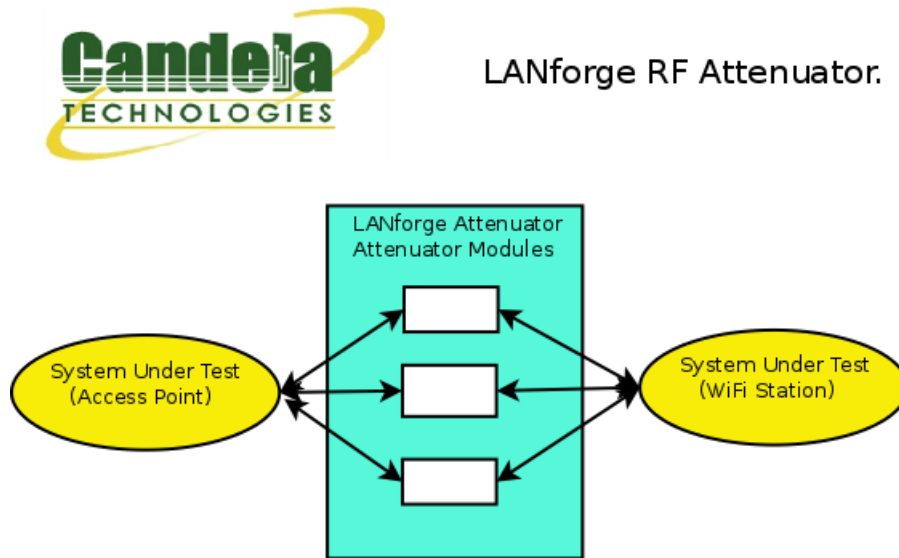 Candela
TECHNOLOGIES
LANforge RF Attenuator.
LANforge Attenuator
Attenuator Modules
System Under Test
(Access Point)
System Under Test
(WiFi Station)